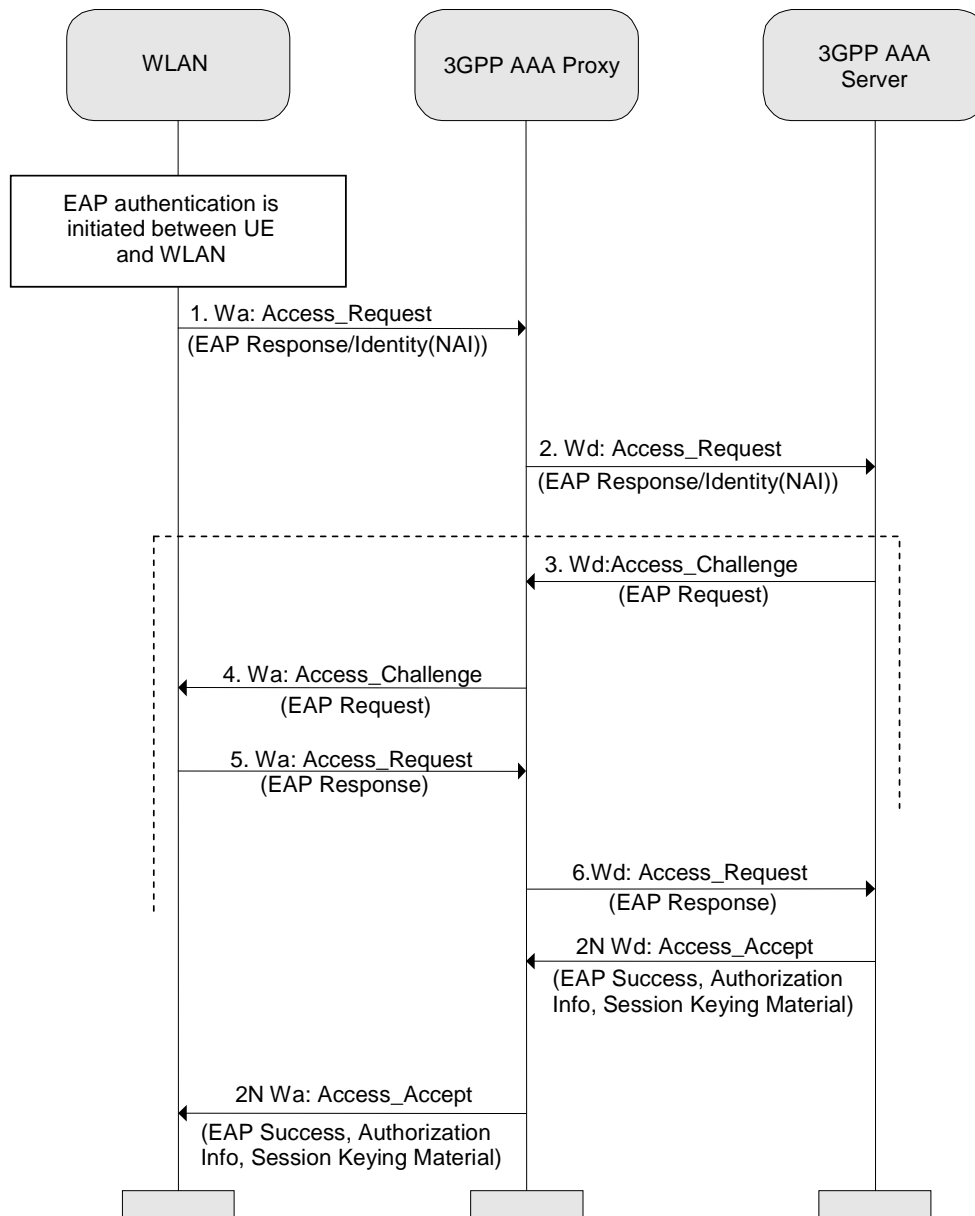 WLAN
3GPP AAA Proxy
3GPP AAA
Server
EAP authentication is
initiated between UE
and WLAN
1. Wa: Access_Request
(EAP Response/Identity(NAI))
2. Wd: Access_Request
(EAP Response/Identity(NAI))
3. Wd:Access_Challenge
(EAP Request)
4. Wa: Access_Challenge
(EAP Request)
5. Wa: Access_Request
(EAP Response)
6.Wd: Access_Request
(EAP Response)
2N Wd: Access_Accept
(EAP Success, Authorization
Info, Session Keying Material)
2N Wa: Access_Accept
(EAP Success, Authorization
Info, Session Keying Material)